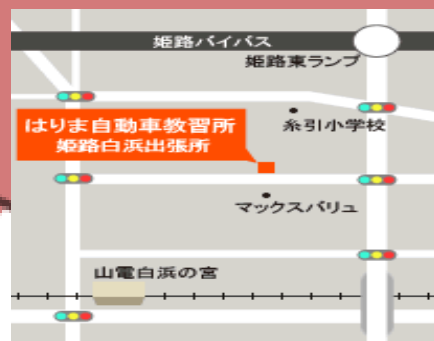 姫路バイパス
姫路東ランプ
はりま自動車教習所
姫路白浜出張所
糸引小学校
マックスバリュ
山電白浜の宮